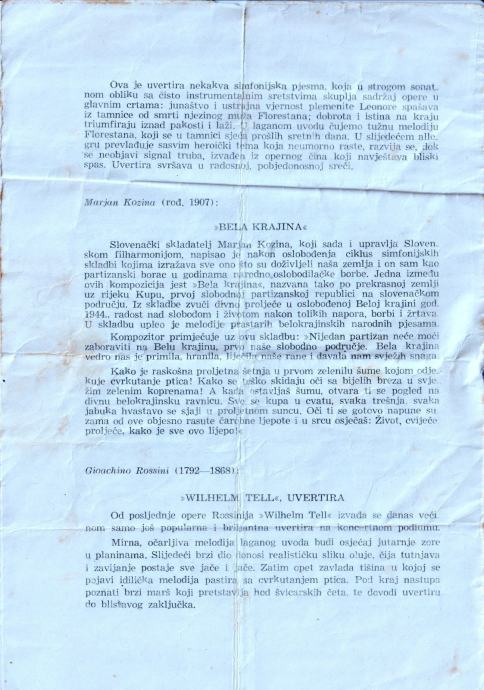 Ova je uvertira nekakva simfonijska pjesma, koja u strogom sonat.
nom obliku sa čisto instrumentalnim sretstvima skuplja sadržaj opere u
glavnim crtama: junaštvo i ustrajna vjernost plemenite Leonore spašava
iz tamnice od smrti njezinog muža Florestana; dobrota i istina na kraju
triumfiraju iznad pakosti i laži. U laganom uvodu čujemo tužnu melodiju
Florestana, koji se u tamnici sjeća prošlih sretnih dana. U slijedećem alle.
gru prevlađuje sasvim heroički tema koja neumorno raste, razvija se, dok
se neobjavi signal truba, izvađen iz opernog čina koji navještava bliski
spas. Uvertira svršava u radosnoj, pobjedonosnoj sreći.
Marjan Kozina (rođ. 1907):
»BELA KRAJINA«
Slovenački skladatelj Marjan Kozina, koji sada i upravlja Sloven.
skom filharmonijom, napisao je nakon oslobođenja ciklus simfonijskih
skladbi kojima izražava sve ono što su doživljeli naša zemlja i on sam kao
partizanski borac u godinama narodno oslobodilačke borbe. Jedna između
ovih kompozicija jest »Bela krajina«, nazvana tako po prekrasnoj zemlji
uz rijeku Kupu, prvoj slobodnoj partizanskoj republici na slovenačkom
području. Iz skladbe zvuči divnu proljeće u oslobođenoj Beloj krajini god.
1944., radost nad slobodom i životom nakon tolikih napora, borbi i žrtava.
U skladbu upleo je melodije prastarih belokrajinskih narodnih pjesama.
Kompozitor primjećuje uz ovu skladbu: »Nijedan partizan neće moći
zaboraviti na Belu krajinu, prvo naše slobodno područje. Bela krajina
vedro nas je primila, hranila, liječila naše rane i davala nam svježih snaga.
Kako je raskošna proljetna šetnja u prvom zelenilu šume kojom odje.
kuje cvrkutanje ptica! Kako se teško skidaju oči sa bijelih breza u svje.
žim zelenim koprenama! A kada ostavljaš šumu, otvara ti se pogled na
divnu belokrajinsku ravnicu. Sve se kupa u cvatu, svaka trešnja, svaka
jabuka hvastavo se sjaji u proljetnom suncu. Oči ti se gotovo napune su.
zama od ove objesno rasute čarobne ljepote i u srcu osjećaš: Život, cvijeće
proljeće, kako je sve ovo lijepo!«
Gioachino Rossini (1792—1868):
»WILHELM TELL«, UVERTIRA
Od posljednje opere Rossinija »Wilhelm Tell« izvađa se danas veći.
nom samo još popularna i briljantna uvertira na koncertnom podiumu.
Mirna, očarljiva melodija laganog uvoda budi osjećaj jutarnje zore
u planinama. Slijedeći brzi dio donosi realističku sliku oluje, čija tutnjava
i zavijanje postaje sve jače i jače. Zatim opet zavlada tišina u kojoj se
pojavi idilička melodija pastira sa cvrkutanjem ptica. Pod kraj nastupa
poznati brzi marš koji pretstavlja hod švicarskih četa, te dovodi uvertiru
do blistavog zaključka.